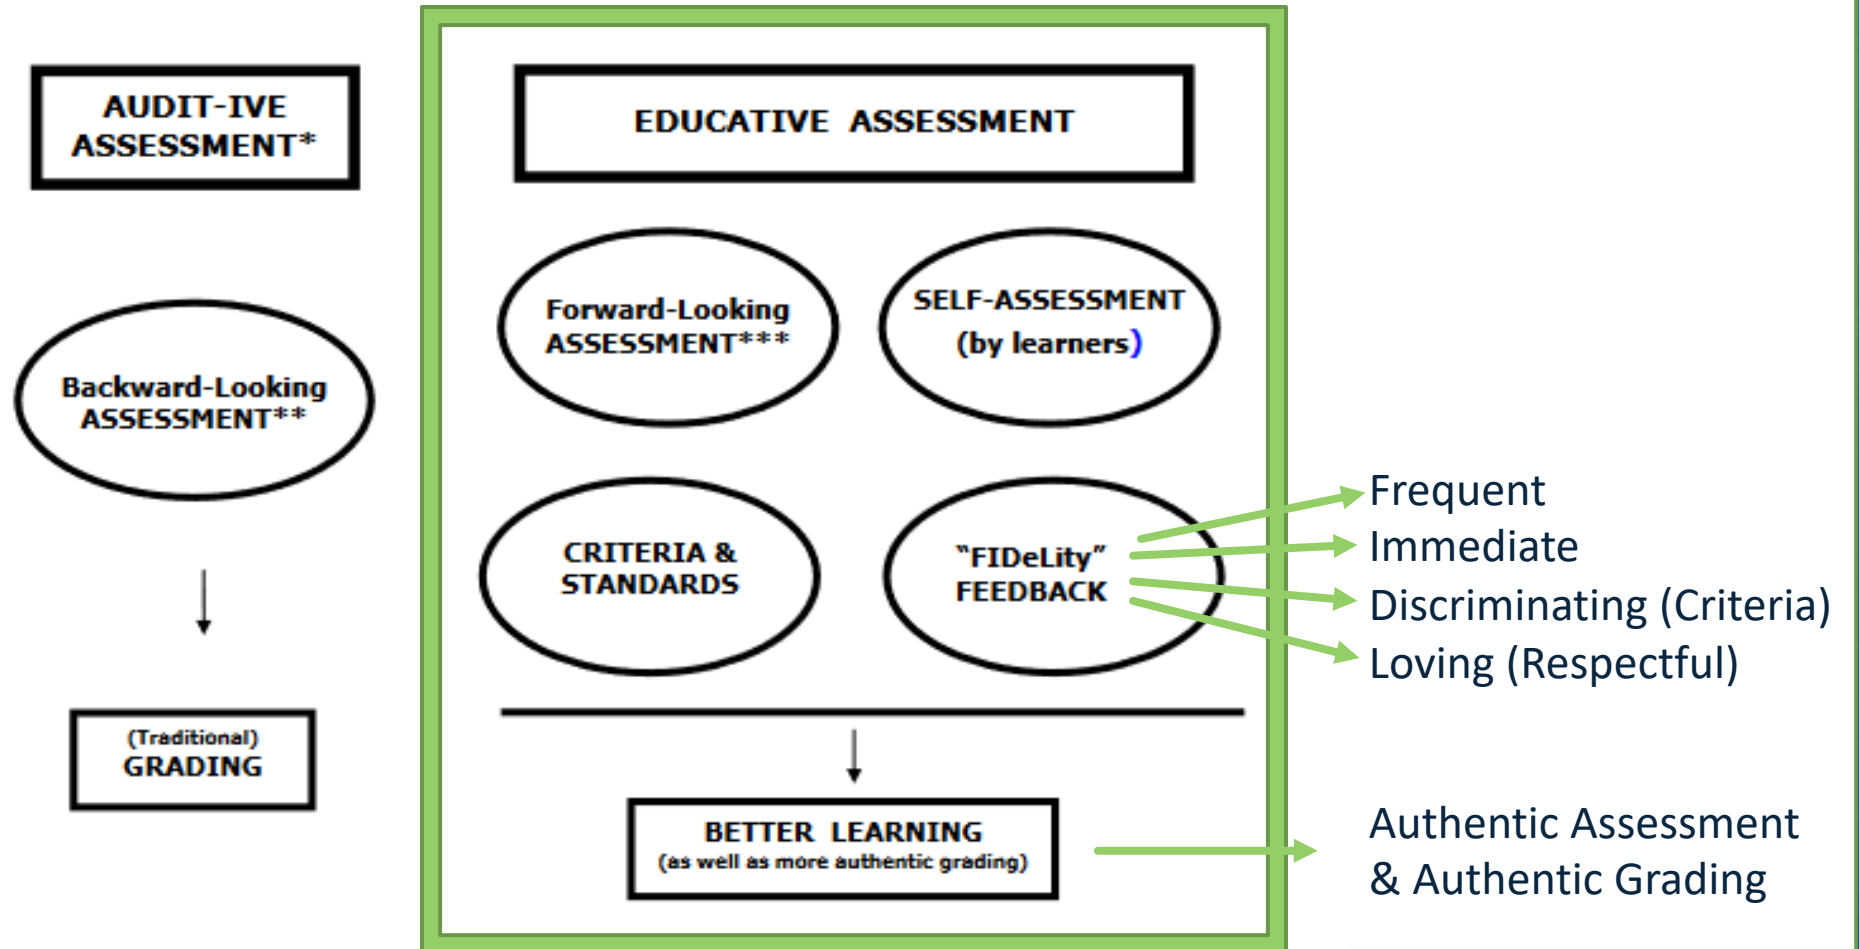 AUDIT-IVE
ASSESSMENT*
Backward-Looking
ASSESSMENT**
(Traditional)
GRADING
EDUCATIVE ASSESSMENT
Forward-Looking
ASSESSMENT***
SELF-ASSESSMENT
(by learners)
CRITERIA &
STANDARDS
“FIDeLity”
FEEDBACK
Frequent
Immediate
Discriminating (Criteria)
Loving (Respectful)
BETTER LEARNING
(as well as more authentic grading)
Authentic Assessment
& Authentic Grading